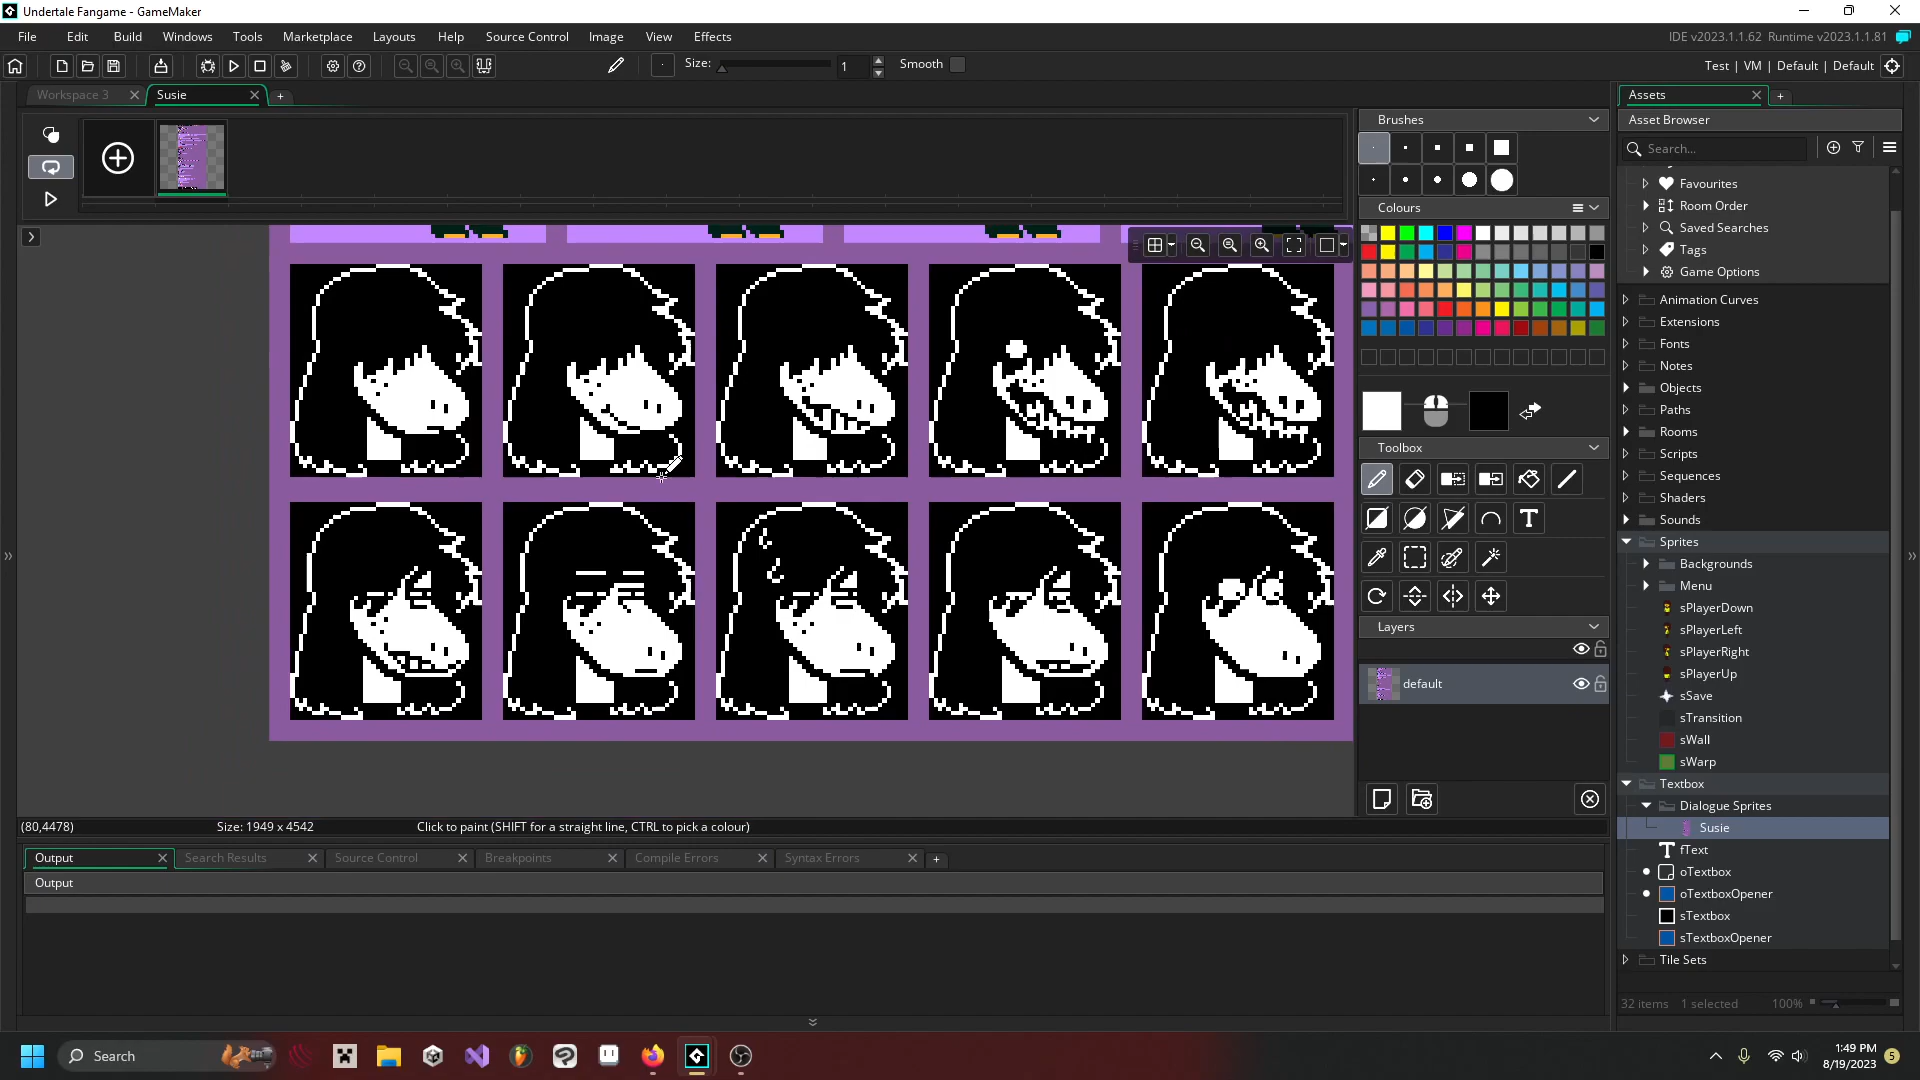 Undertale Fangame - GameMaker
File Edit Build Windows Tools Marketplace Layouts Help Source Control Image View Effects
IDE v2023.1.1.62 Runtime v2023.1.1.81
Size: 1 Smooth
Test | VM | Default | Default
Workspace 3
Susie
Assets
Asset Browser
Search...
Brushes
Colours
Toolbox
Layers
default
Favourites
Room Order
Saved Searches
Tags
Game Options
Animation Curves
Extensions
Fonts
Notes
Objects
Paths
Rooms
Scripts
Sequences
Shaders
Sounds
Sprites
Backgrounds
Menu
sPlayerDown
sPlayerLeft
sPlayerRight
sPlayerUp
sSave
sTransition
sWall
sWarp
Textbox
Dialogue Sprites
Susie
fText
oTextbox
oTextboxOpener
sTextbox
sTextboxOpener
Tile Sets
32 items 1 selected 100%
(80,4478) Size: 1949 x 4542 Click to paint (SHIFT for a straight line, CTRL to pick a colour)
Output Search Results Source Control Breakpoints Compile Errors Syntax Errors
Output
Search
1:49 PM
8/19/2023
5